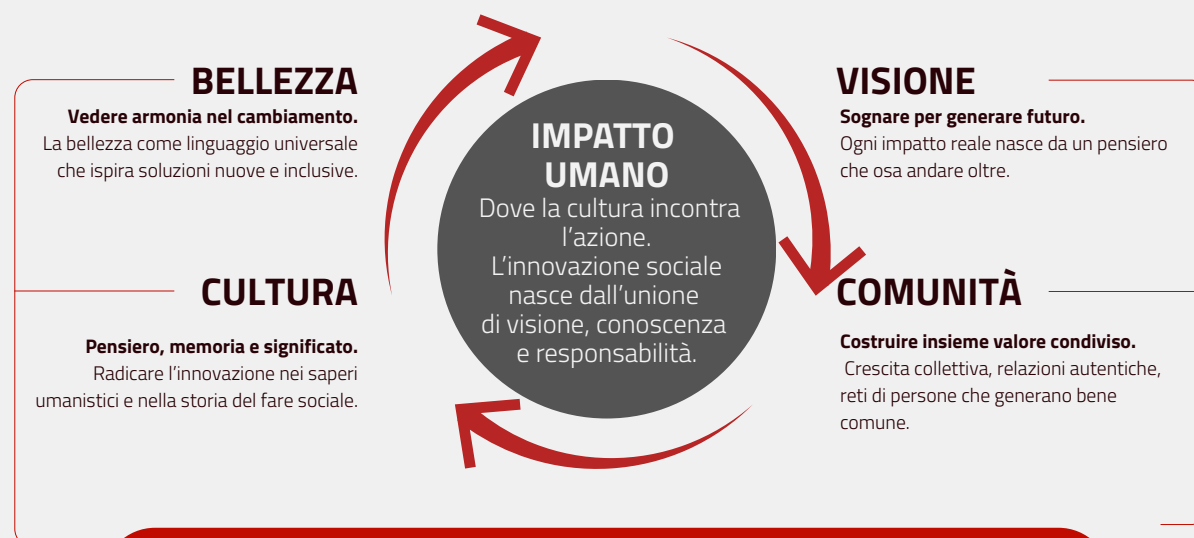 BELLEZZA
Vedere armonia nel cambiamento.
La bellezza come linguaggio universale
che ispira soluzioni nuove e inclusive.
VISIONE
Sognare per generare futuro.
Ogni impatto reale nasce da un pensiero
che osa andare oltre.
IMPATTO
UMANO
Dove la cultura incontra
l’azione.
L’innovazione sociale
nasce dall’unione
di visione, conoscenza
e responsabilità.
CULTURA
Pensiero, memoria e significato.
Radicare l’innovazione nei saperi
umanistici e nella storia del fare sociale.
COMUNITÀ
Costruire insieme valore condiviso.
Crescita collettiva, relazioni autentiche,
reti di persone che generano bene
comune.